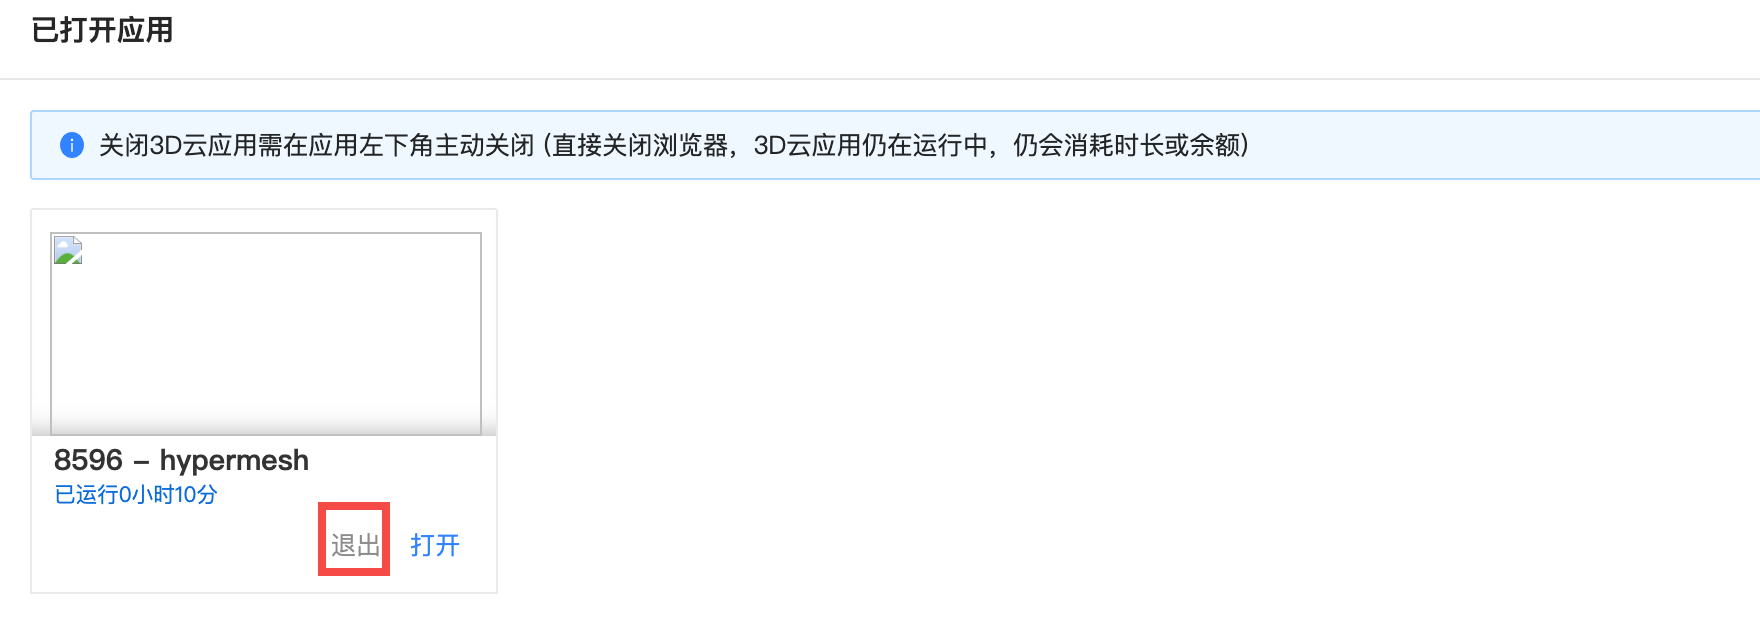 已打开应用
关闭3D云应用需在应用左下角主动关闭 (直接关闭浏览器，3D云应用仍在运行中，仍会消耗时长或余额)
8596 – hypermesh
已运行0小时10分
退出 打开